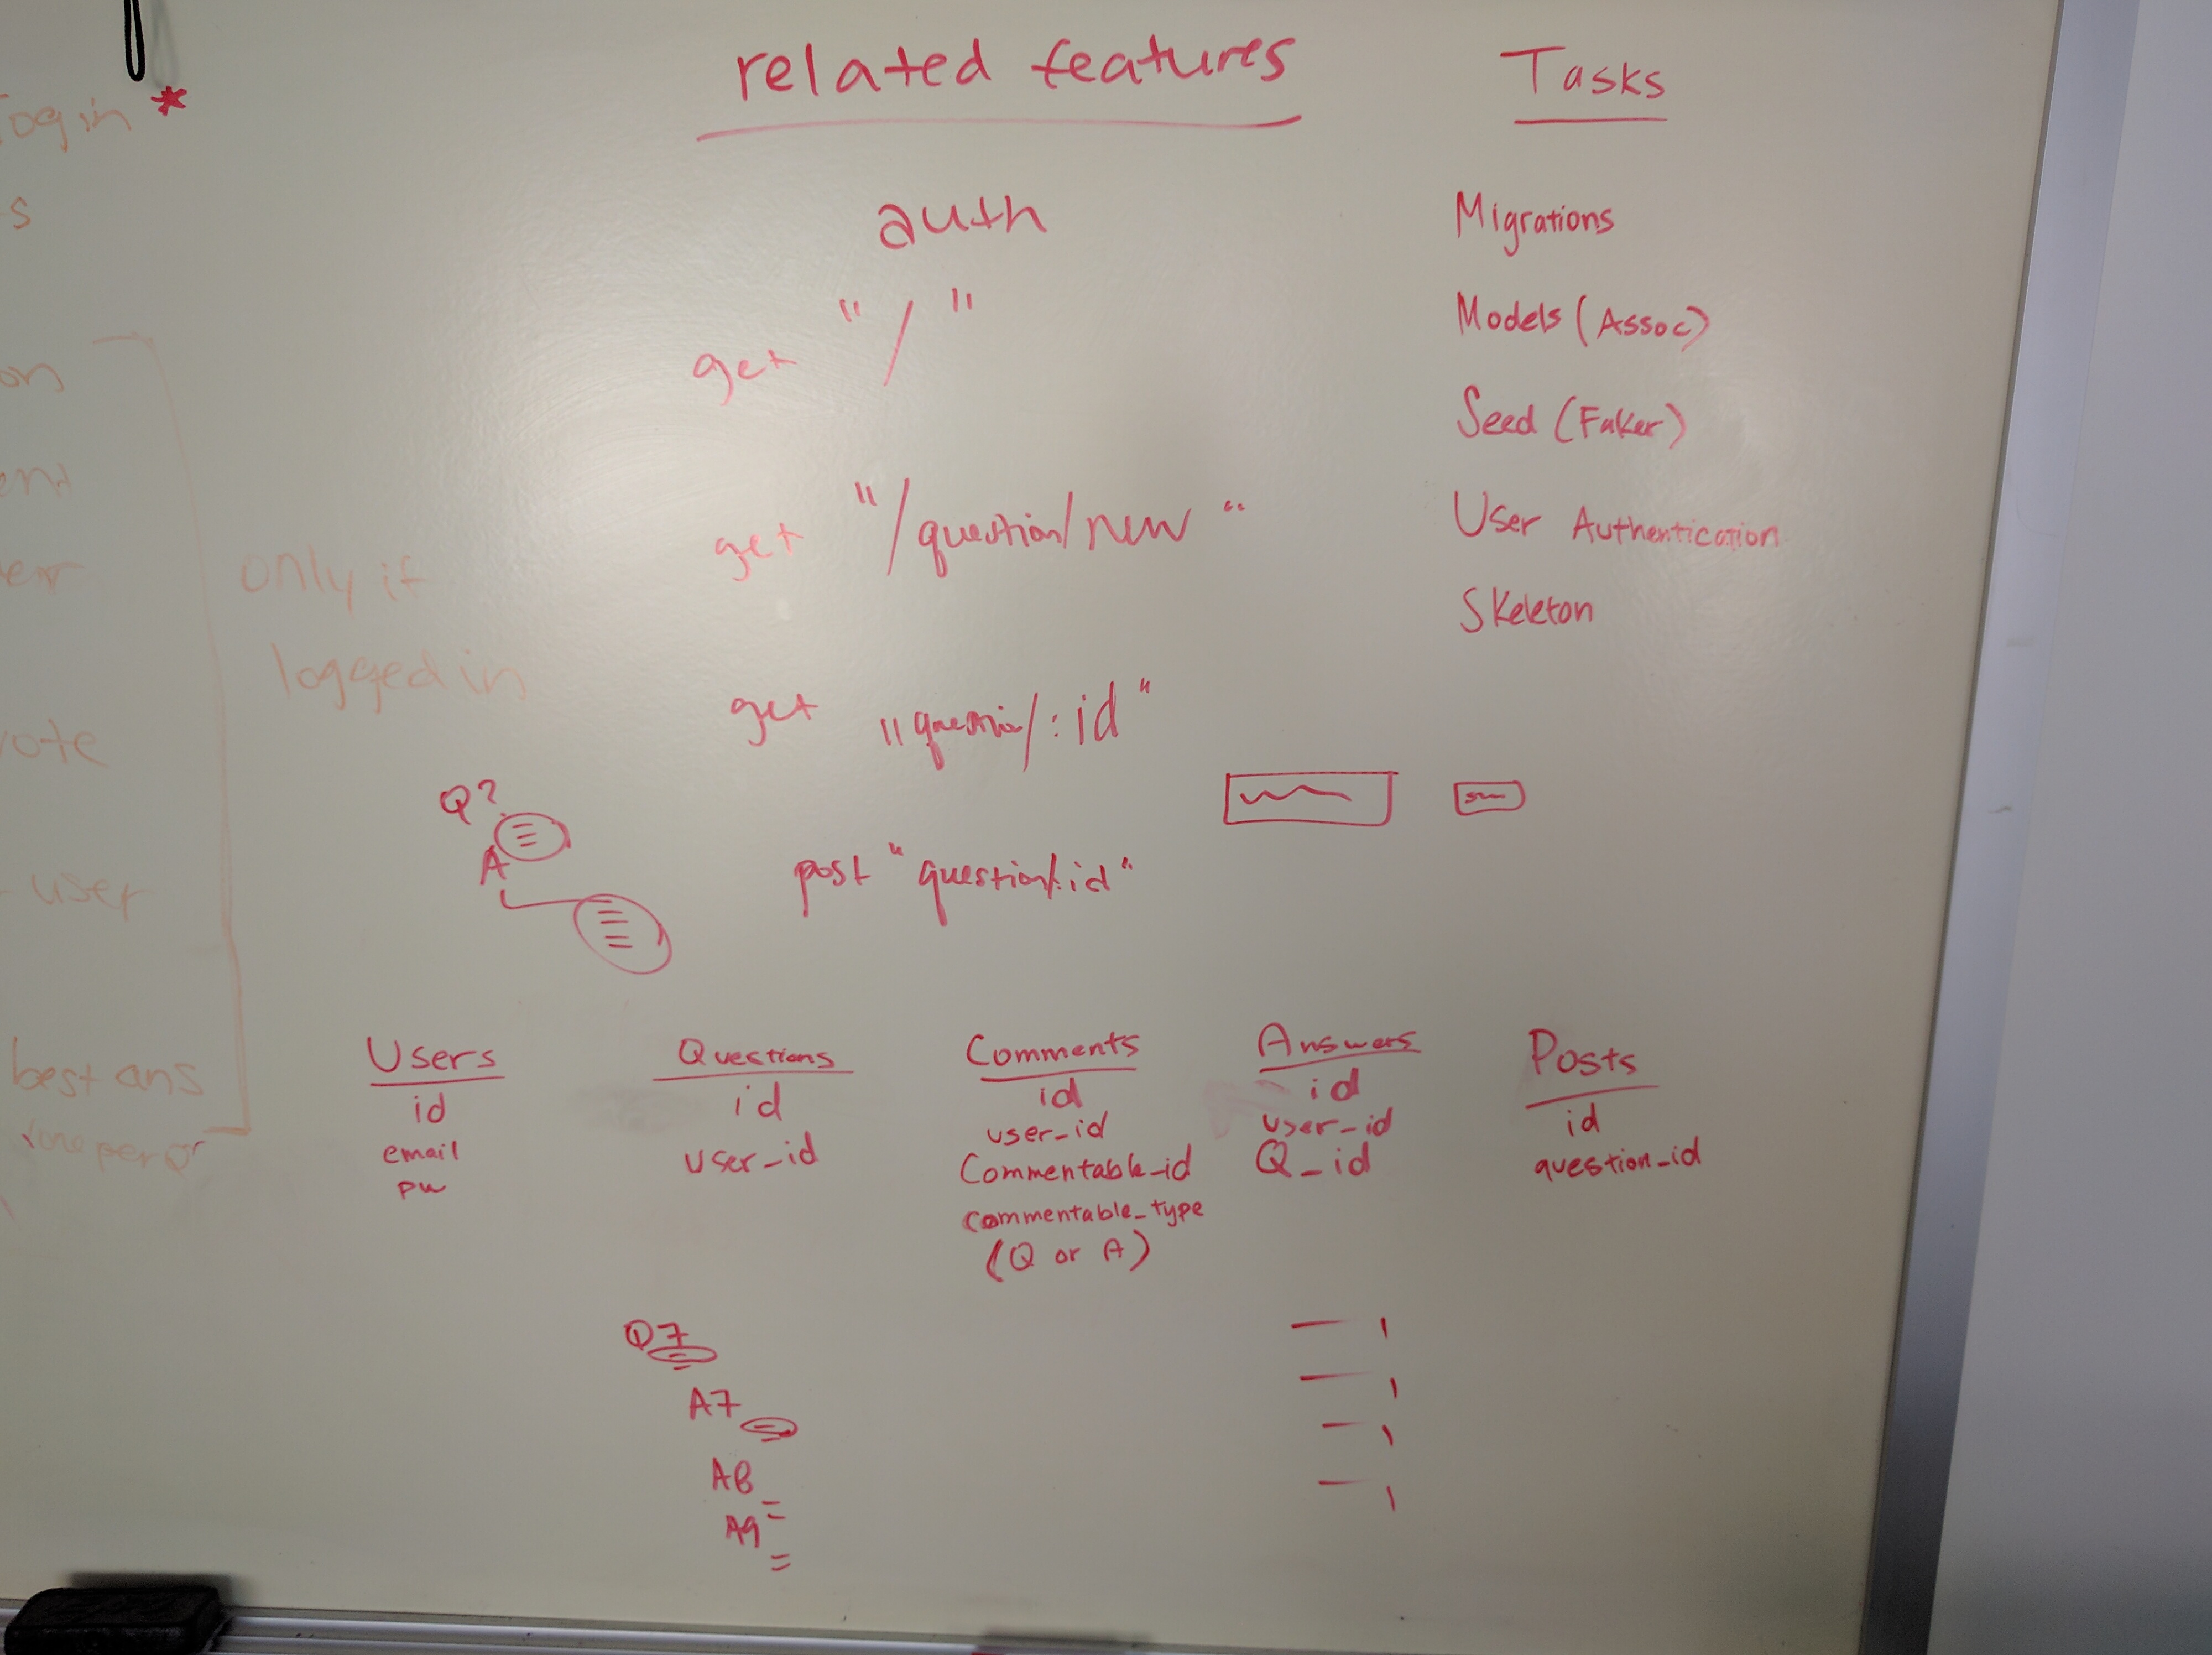 login *
s
on
ent
er
only if
logged in
vote
user
best ans
related features
auth
get "/"
get "/question/new"
get "question/:id"
post "question/:id"
Tasks
Migrations
Models (Assoc)
Seed (Faker)
User Authentication
Skeleton
Q?
A
Users
id
email
pw
Questions
id
user_id
Comments
id
user_id
Commentable_id
commentable_type
(Q or A)
Answers
id
user_id
Q_id
Posts
id
question_id
Q7
A7
A8
A9